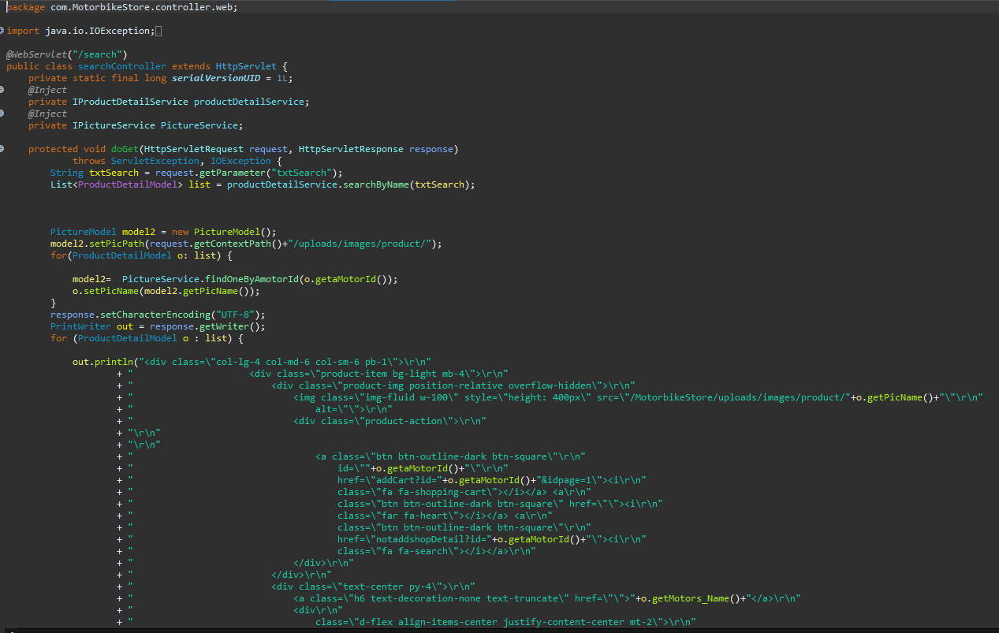 package com.MotorbikeStore.controller.web;
import java.io.IOException;
@WebServlet("/search")
public class searchController extends HttpServlet {
private static final long serialVersionUID = 1L;
@Inject
private IProductDetailService productDetailService;
@Inject
private IPictureService PictureService;
protected void doGet(HttpServletRequest request, HttpServletResponse response)
throws ServletException, IOException {
String txtSearch = request.getParameter("txtSearch");
List<ProductDetailModel> list = productDetailService.searchByName(txtSearch);
PictureModel model2 = new PictureModel();
model2.setPicPath(request.getContextPath()+"/uploads/images/product/");
for(ProductDetailModel o: list) {
model2=  PictureService.findOneByAmotorId(o.getaMotorId());
o.setPicName(model2.getPicName());
}
response.setCharacterEncoding("UTF-8");
PrintWriter out = response.getWriter();
for (ProductDetailModel o : list) {
out.println("<div class=\"col-lg-4 col-md-6 col-sm-6 pb-1\">\r\n"
+ "                     <div class=\"product-item bg-light mb-4\">\r\n"
+ "                         <div class=\"product-img position-relative overflow-hidden\">\r\n"
+ "                             <img class=\"img-fluid w-100\" style=\"height: 400px\" src=\"/MotorbikeStore/uploads/images/product/"+o.getPicName()+"\"\r\n"
+ "                                 alt=\"\">\r\n"
+ "                             <div class=\"product-action\">\r\n"
+ "\r\n"
+ "\r\n"
+ "                                 <a class=\"btn btn-outline-dark btn-square\"\r\n"
+ "                                     id=\""+o.getaMotorId()+"\"\r\n"
+ "                                     href=\"addCart?id="+o.getaMotorId()+"&idpage=1\"><i\r\n"
+ "                                     class=\"fa fa-shopping-cart\"></i></a> <a\r\n"
+ "                                     class=\"btn btn-outline-dark btn-square\" href=\"\"><i\r\n"
+ "                                     class=\"far fa-heart\"></i></a> <a\r\n"
+ "                                     class=\"btn btn-outline-dark btn-square\"\r\n"
+ "                                     href=\"notaddshopDetail?id="+o.getaMotorId()+"\"><i\r\n"
+ "                                     class=\"fa fa-search\"></i></a>\r\n"
+ "                             </div>\r\n"
+ "                         </div>\r\n"
+ "                         <div class=\"text-center py-4\">\r\n"
+ "                             <a class=\"h6 text-decoration-none text-truncate\" href=\"\">"+o.getMotors_Name()+"</a>\r\n"
+ "                             <div\r\n"
+ "                                 class=\"d-flex align-items-center justify-content-center mt-2\">\r\n"